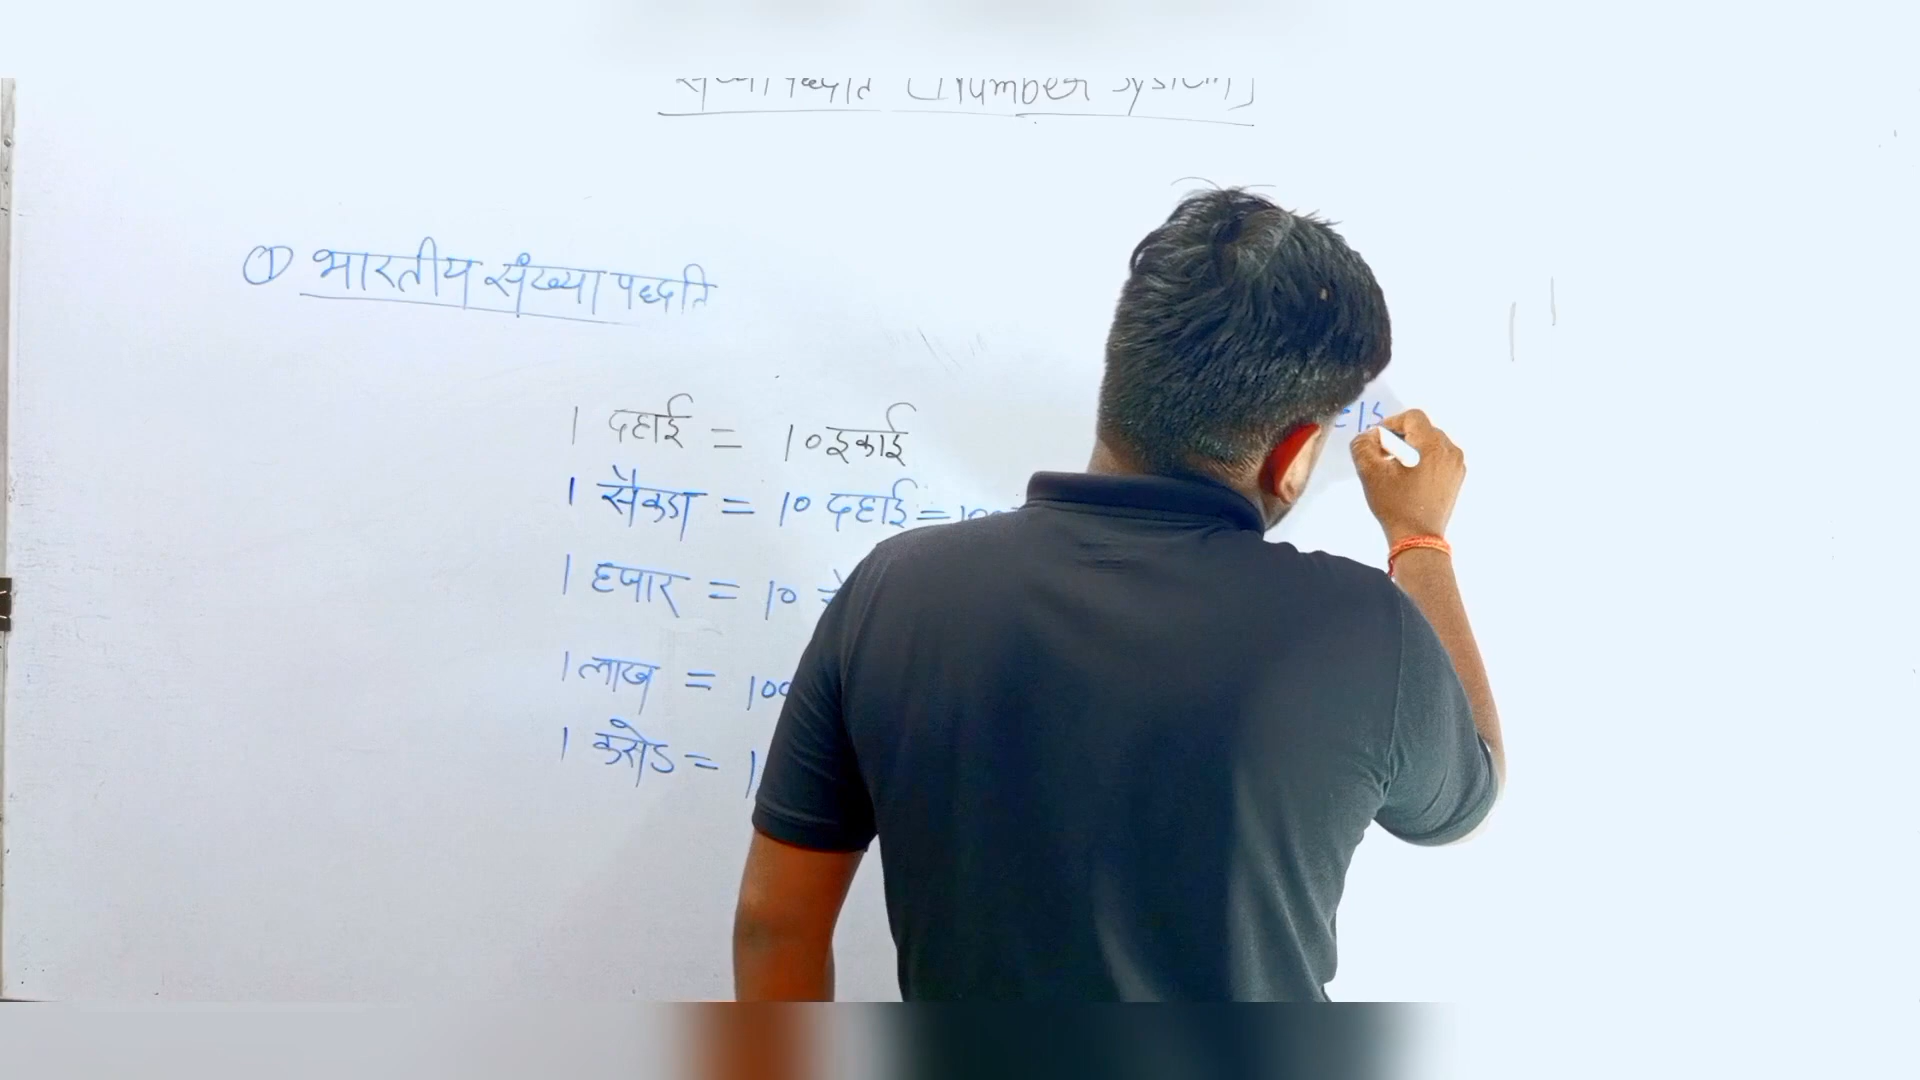 संख्या पद्धति [Number System]
① भारतीय संख्या पद्धति
1 दहाई = 10 इकाई
1 सैकडा = 10 दहाई = 100
1 हजार = 10
1 लाख = 100
1 करोड = 1